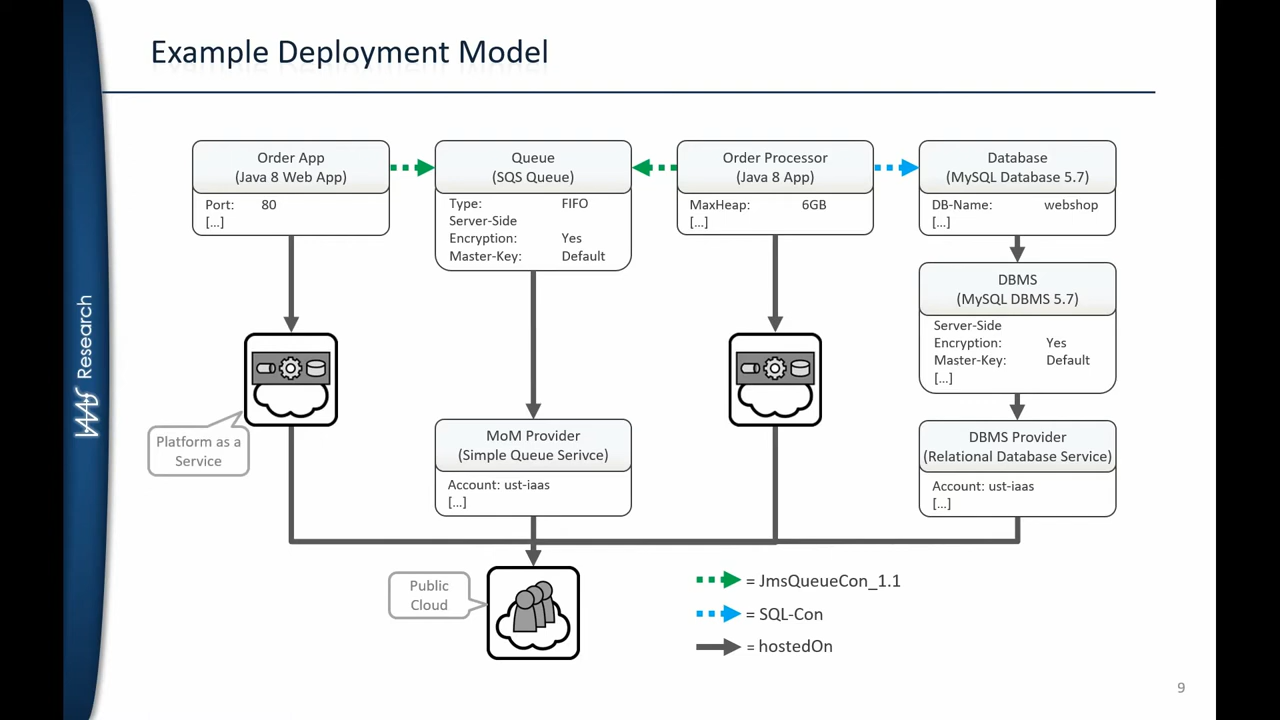 Example Deployment Model
Order App
(Java 8 Web App)
Port: 80
[...]
Queue
(SQS Queue)
Type: FIFO
Server-Side
Encryption: Yes
Master-Key: Default
Order Processor
(Java 8 App)
MaxHeap: 6GB
[...]
Database
(MySQL Database 5.7)
DB-Name: webshop
[...]
DBMS
(MySQL DBMS 5.7)
Server-Side
Encryption: Yes
Master-Key: Default
[...]
Platform as a
Service
MoM Provider
(Simple Queue Serivce)
Account: ust-iaas
[...]
DBMS Provider
(Relational Database Service)
Account: ust-iaas
[...]
Public
Cloud
= JmsQueueCon_1.1
= SQL-Con
= hostedOn
IAAS Research
9